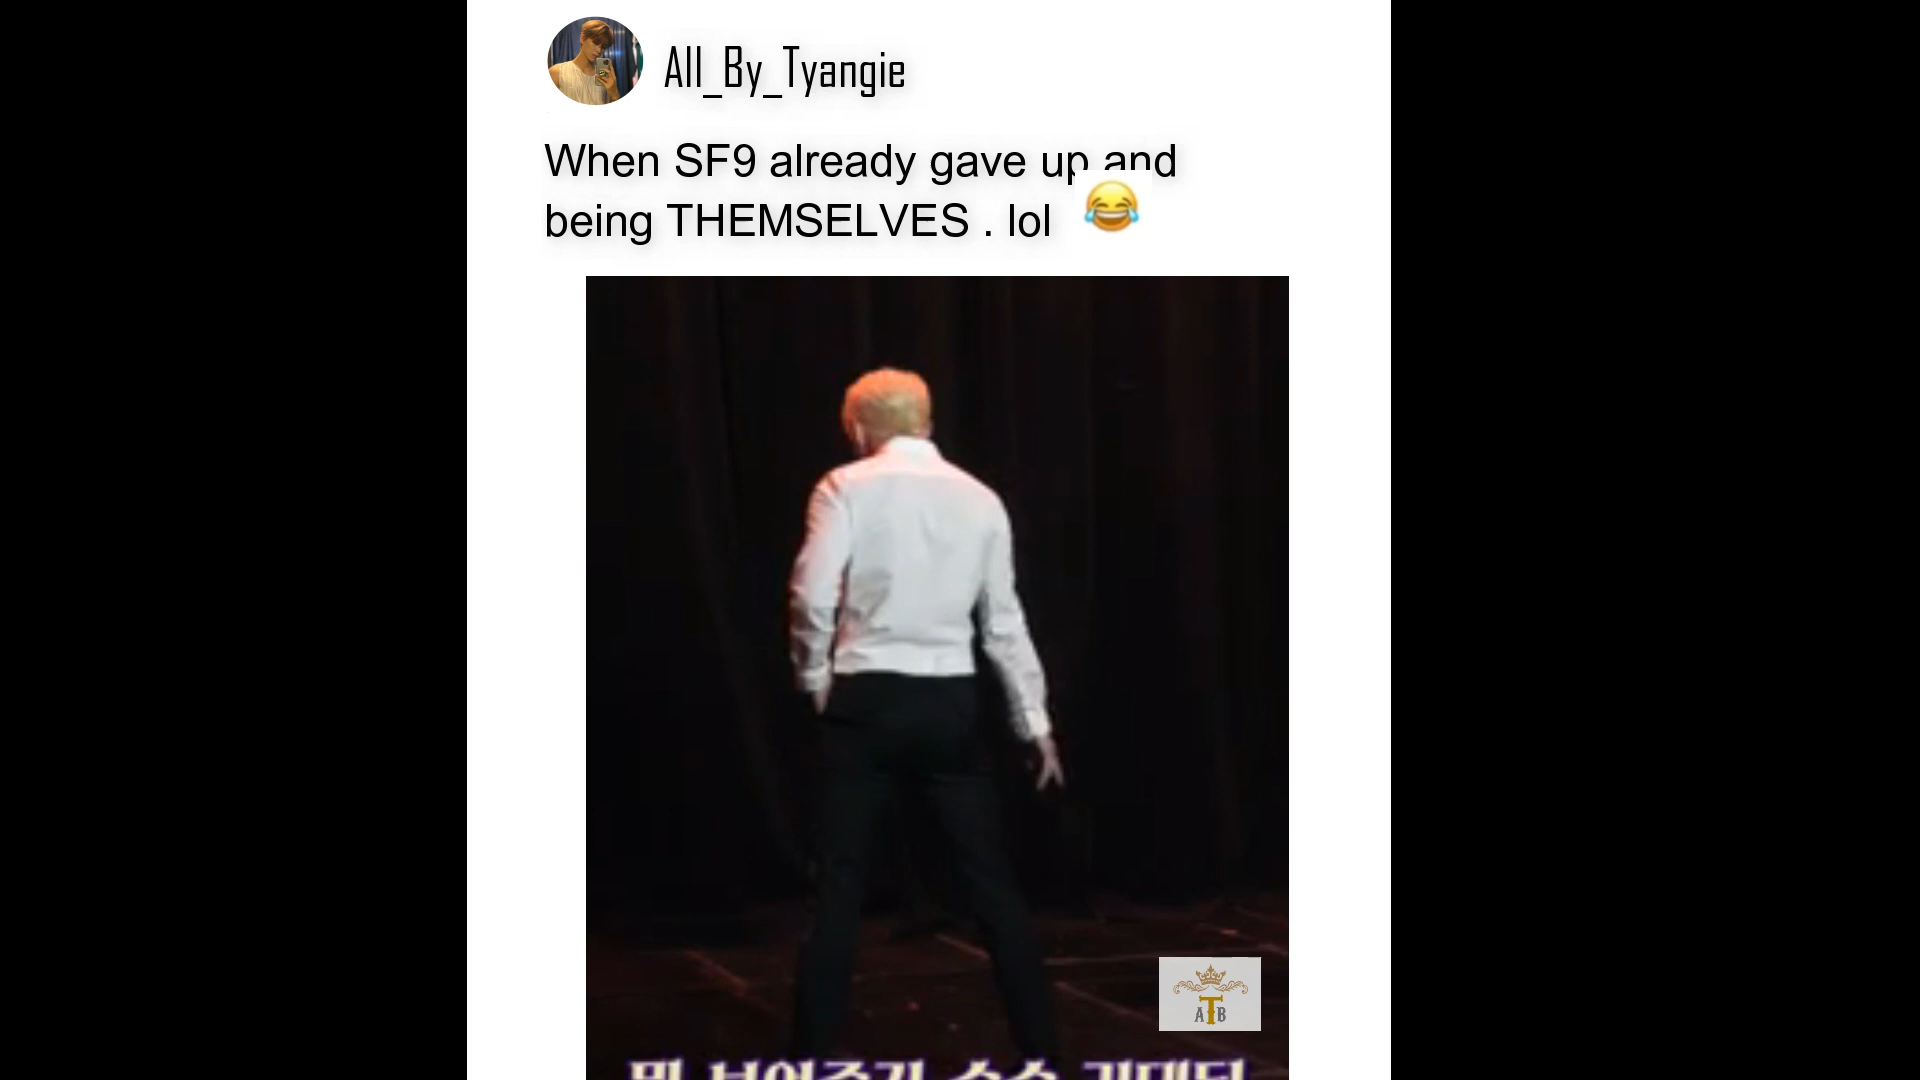 All_By_Tyangie
When SF9 already gave up and
being THEMSELVES . lol
ATB